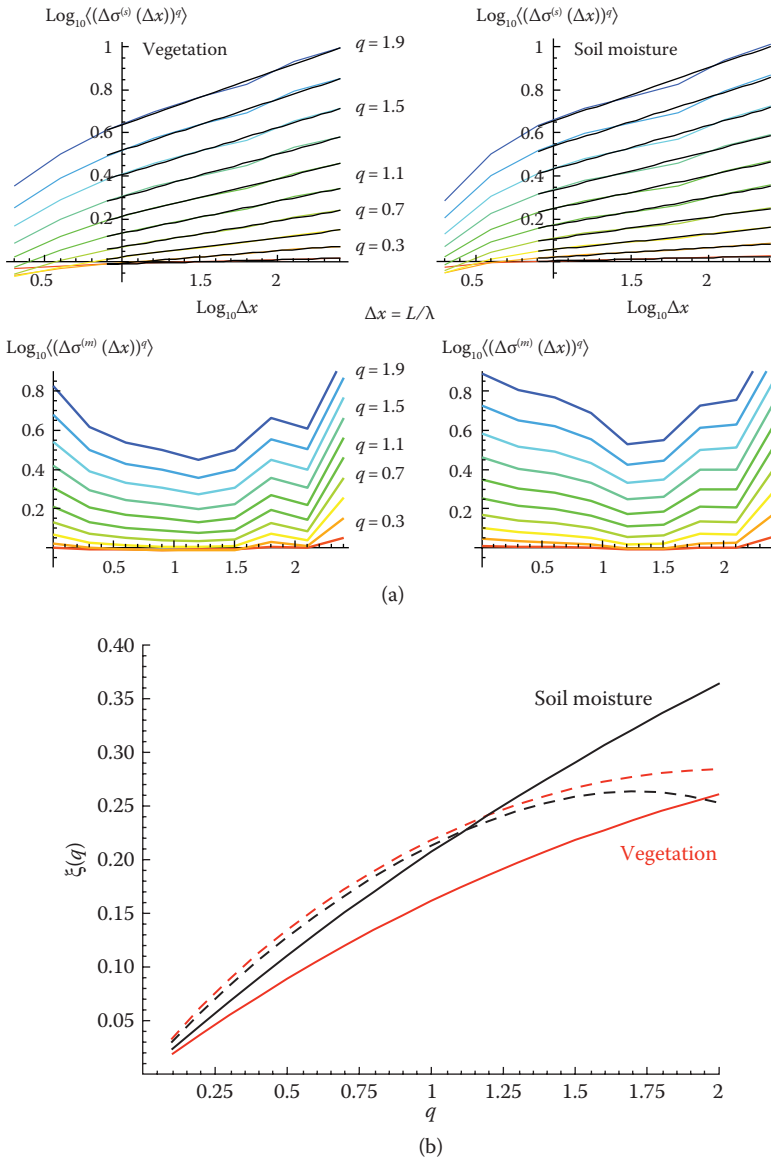 Log₁₀⟨(Δσ⁽ˢ⁾ (Δx))^q⟩
Log₁₀⟨(Δσ⁽ˢ⁾ (Δx))^q⟩
1
Vegetation
q = 1.9
1
Soil moisture
0.8
0.8
q = 1.5
0.6
0.6
0.4
q = 1.1
0.4
q = 0.7
0.2
0.2
q = 0.3
0.5
1.5
2
0.5
1.5
2
Log₁₀Δx
Δx = L/λ
Log₁₀Δx
Log₁₀⟨(Δσ⁽ᵐ⁾ (Δx))^q⟩
Log₁₀⟨(Δσ⁽ᵐ⁾ (Δx))^q⟩
q = 1.9
0.8
0.8
q = 1.5
0.6
0.6
q = 1.1
0.4
0.4
q = 0.7
0.2
0.2
q = 0.3
0.5
1
1.5
2
0.5
1
1.5
2
(a)
0.40
0.35
Soil moisture
0.30
0.25
Vegetation
ξ(q)
0.20
0.15
0.10
0.05
0.25
0.5
0.75
1
1.25
1.5
1.75
2
q
(b)